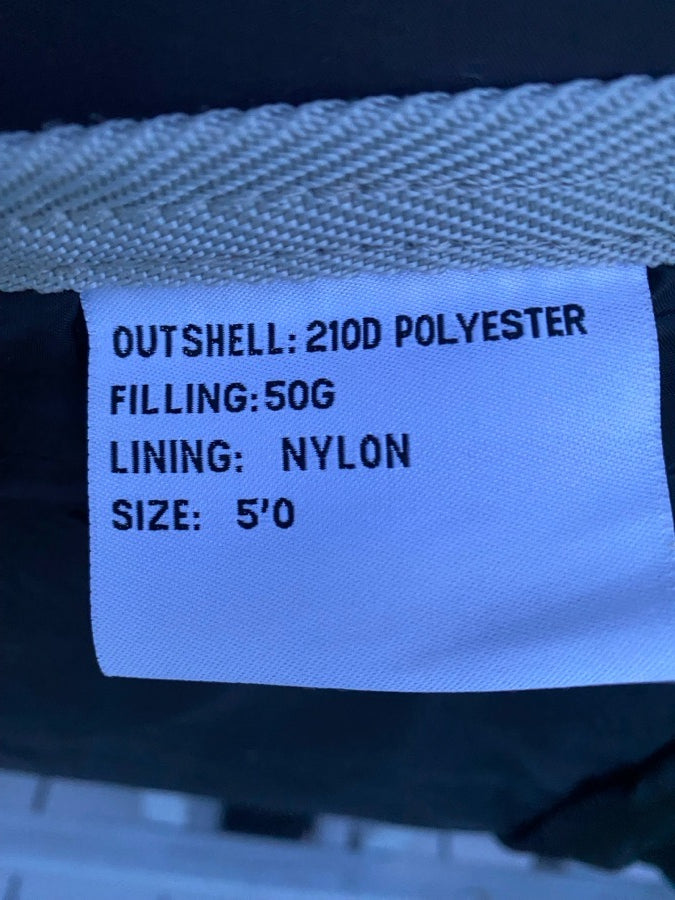 OUTSHELL: 210D POLYESTER
FILLING: 50G
LINING: NYLON
SIZE: 5'0